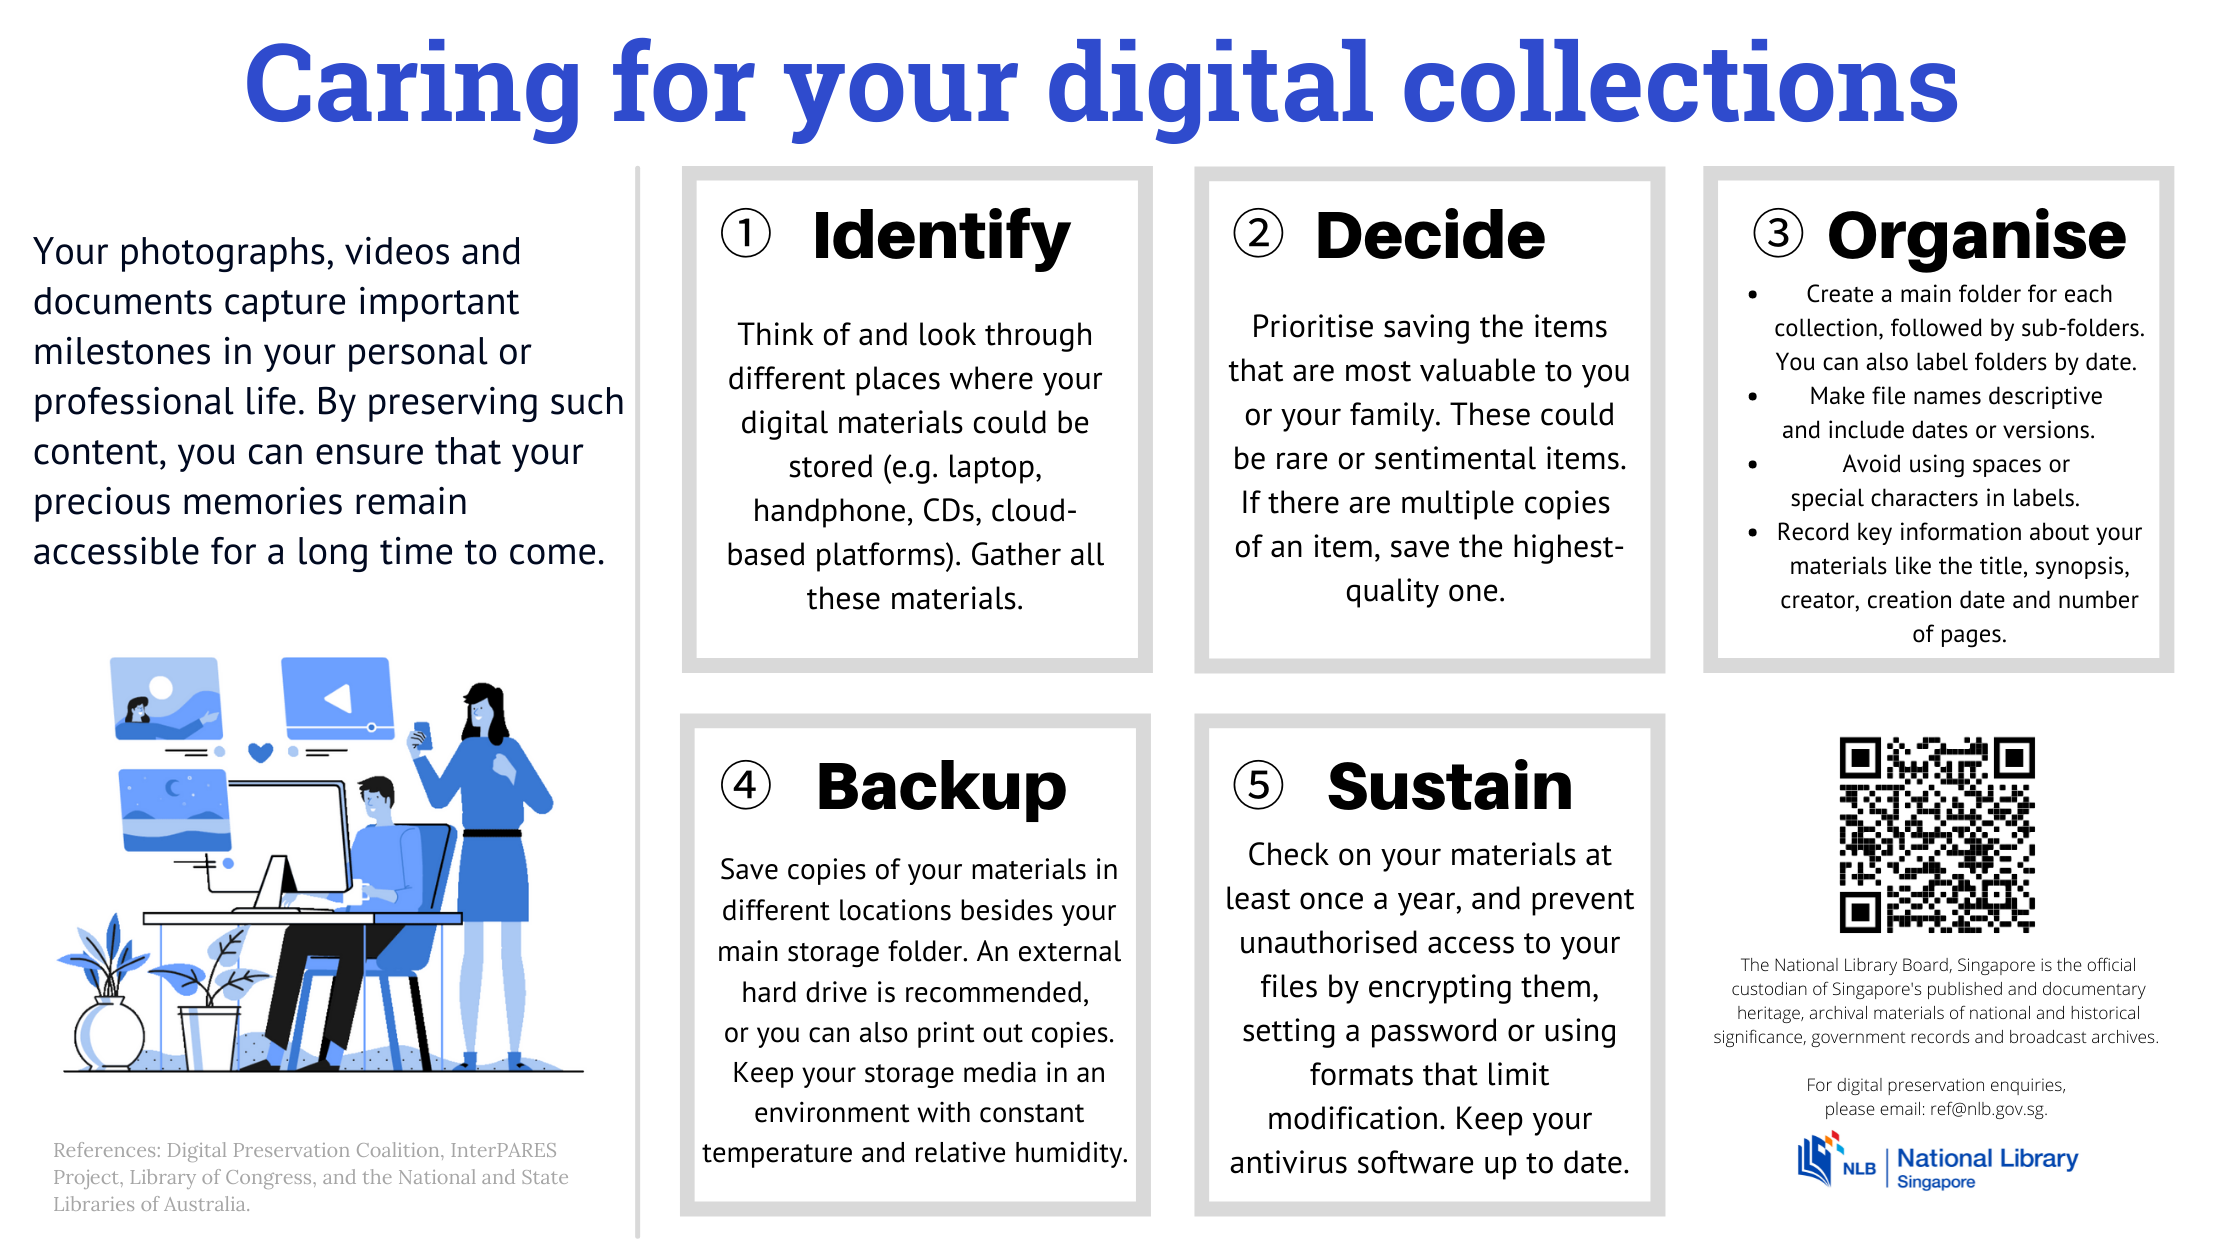 Caring for your digital collections
Your photographs, videos and
documents capture important
milestones in your personal or
professional life. By preserving such
content, you can ensure that your
precious memories remain
accessible for a long time to come.
References: Digital Preservation Coalition, InterPARES
Project, Library of Congress, and the National and State
Libraries of Australia.
① Identify
Think of and look through
different places where your
digital materials could be
stored (e.g. laptop,
handphone, CDs, cloud-
based platforms). Gather all
these materials.
② Decide
Prioritise saving the items
that are most valuable to you
or your family. These could
be rare or sentimental items.
If there are multiple copies
of an item, save the highest-
quality one.
③ Organise
• Create a main folder for each
collection, followed by sub-folders.
You can also label folders by date.
• Make file names descriptive
and include dates or versions.
• Avoid using spaces or
special characters in labels.
• Record key information about your
materials like the title, synopsis,
creator, creation date and number
of pages.
④ Backup
Save copies of your materials in
different locations besides your
main storage folder. An external
hard drive is recommended,
or you can also print out copies.
Keep your storage media in an
environment with constant
temperature and relative humidity.
⑤ Sustain
Check on your materials at
least once a year, and prevent
unauthorised access to your
files by encrypting them,
setting a password or using
formats that limit
modification. Keep your
antivirus software up to date.
The National Library Board, Singapore is the official
custodian of Singapore's published and documentary
heritage, archival materials of national and historical
significance, government records and broadcast archives.
For digital preservation enquiries,
please email: ref@nlb.gov.sg.
NLB National Library
Singapore